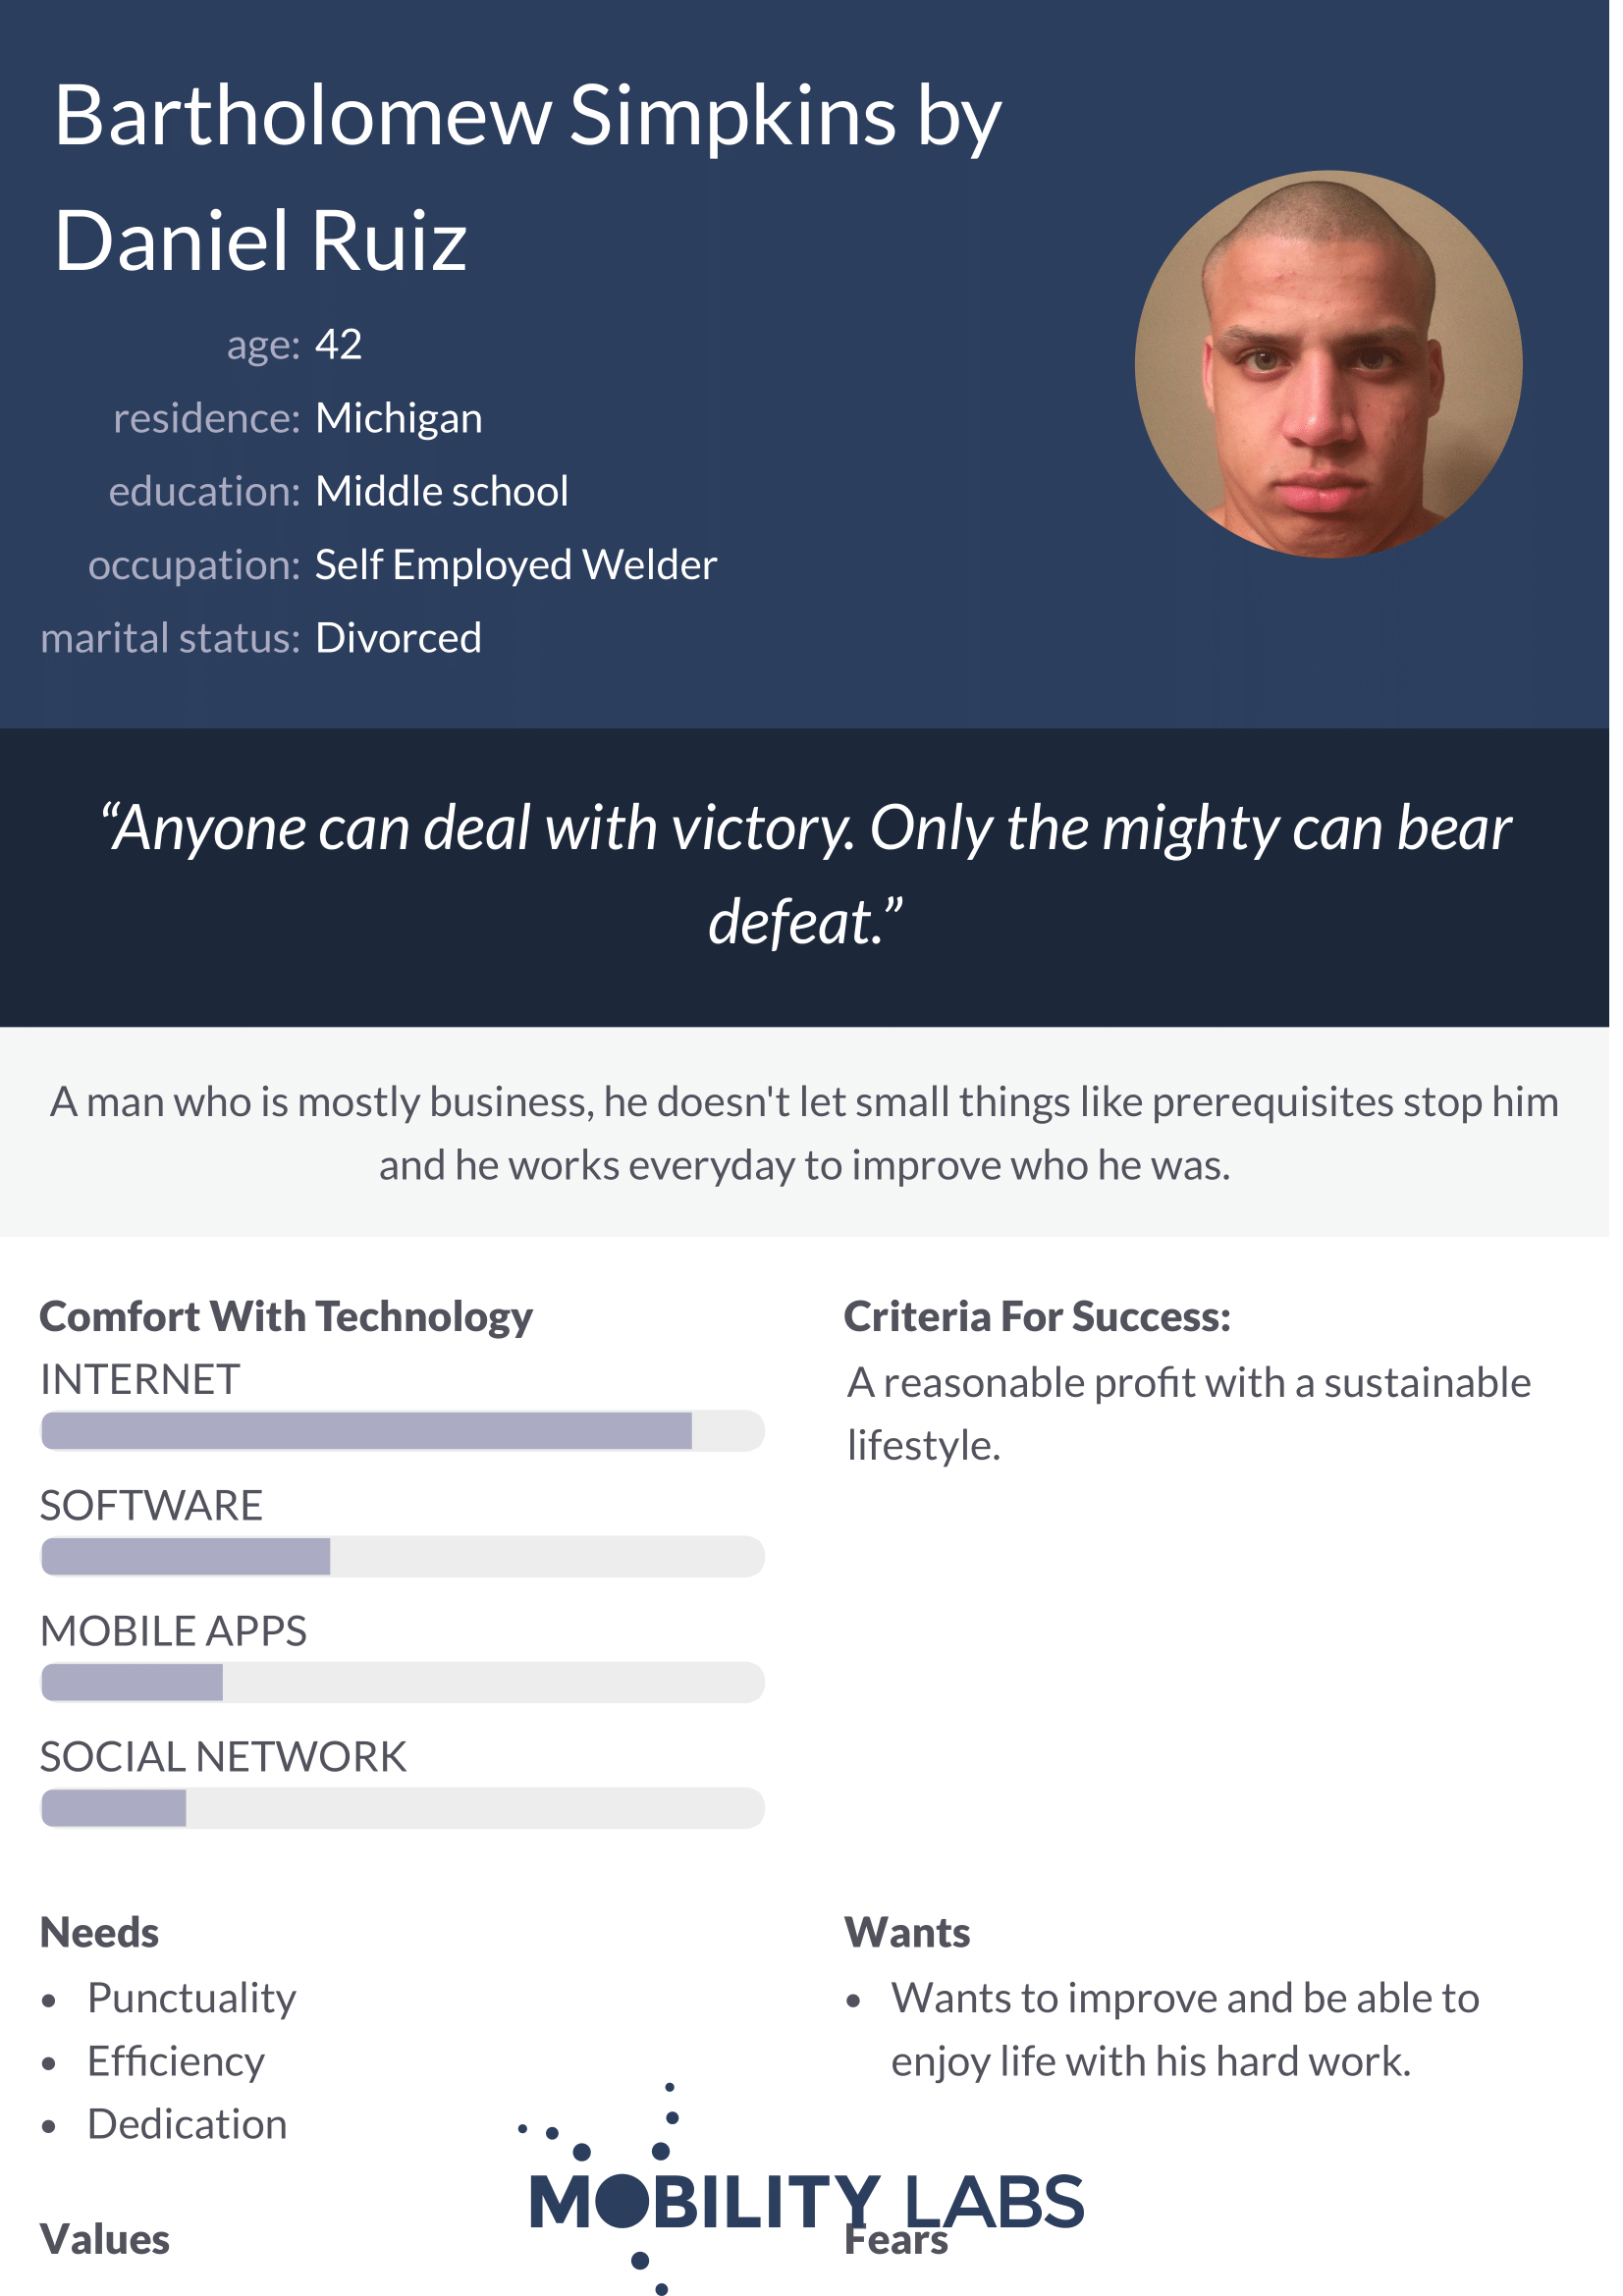 Bartholomew Simpkins by
Daniel Ruiz
age: 42
residence: Michigan
education: Middle school
occupation: Self Employed Welder
marital status: Divorced
“Anyone can deal with victory. Only the mighty can bear
defeat.”
A man who is mostly business, he doesn't let small things like prerequisites stop him
and he works everyday to improve who he was.
Comfort With Technology
INTERNET
SOFTWARE
MOBILE APPS
SOCIAL NETWORK
Criteria For Success:
A reasonable profit with a sustainable
lifestyle.
Needs
• Punctuality
• Efficiency
• Dedication
Wants
• Wants to improve and be able to
enjoy life with his hard work.
MOBILITY LABS
Values
Fears